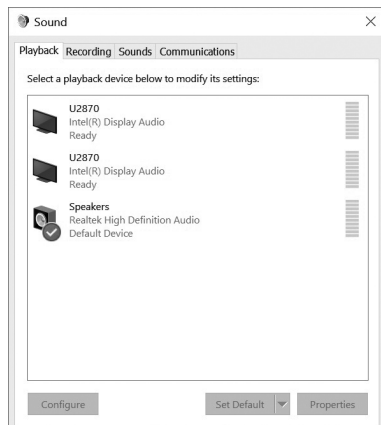 Sound
Playback Recording Sounds Communications
Select a playback device below to modify its settings:
U2870
Intel(R) Display Audio
Ready
U2870
Intel(R) Display Audio
Ready
Speakers
Realtek High Definition Audio
Default Device
Configure Set Default Properties